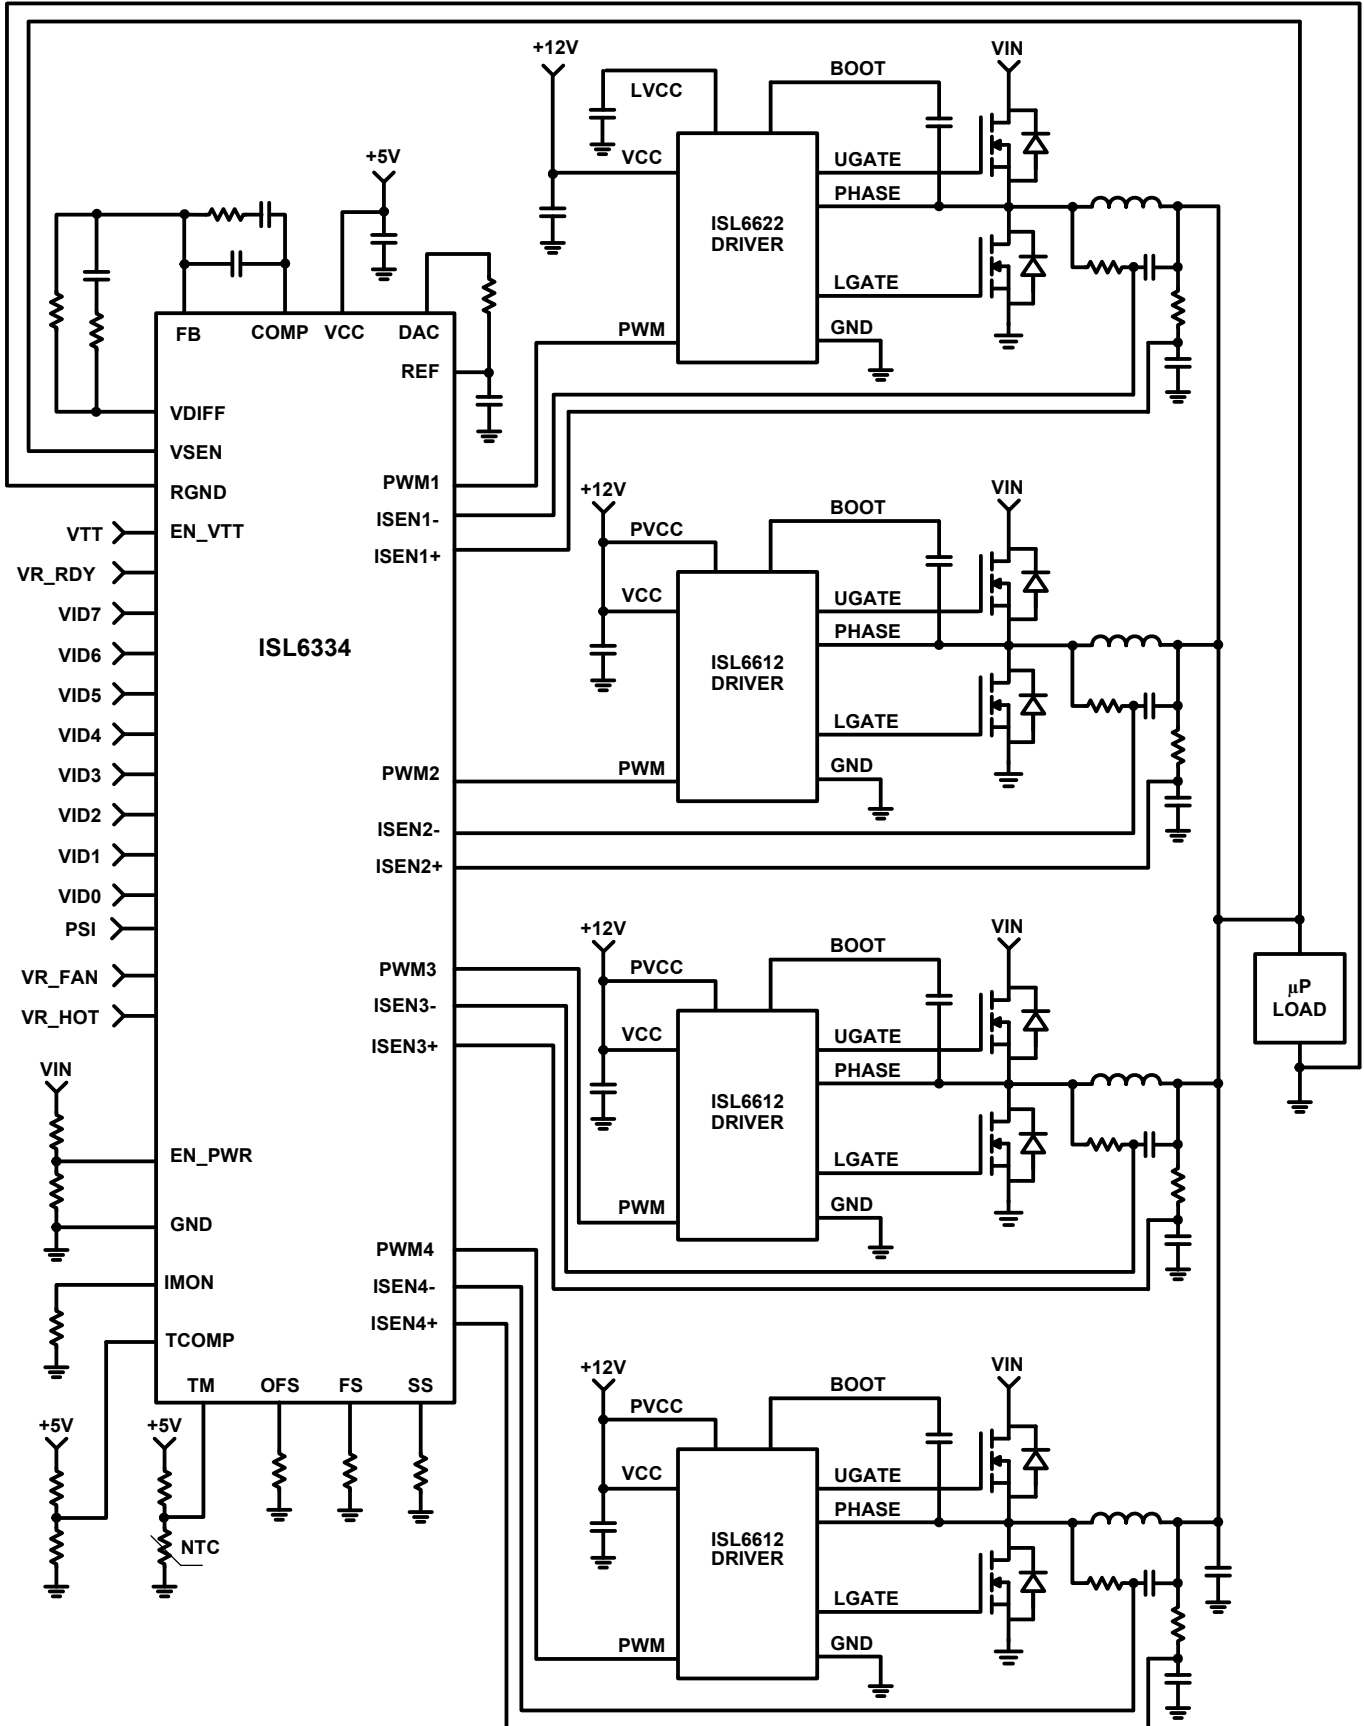 +12V
LVCC
BOOT
VIN
VCC
UGATE
PHASE
ISL6622
DRIVER
LGATE
PWM
GND
+5V
FB
COMP
VCC
DAC
REF
VDIFF
VSEN
RGND
EN_VTT
VTT
VR_RDY
VID7
VID6
VID5
VID4
VID3
VID2
VID1
VID0
PSI
VR_FAN
VR_HOT
VIN
EN_PWR
GND
IMON
TCOMP
TM
OFS
FS
SS
+5V
+5V
NTC
ISL6334
PWM1
ISEN1-
ISEN1+
PWM2
ISEN2-
ISEN2+
PWM3
ISEN3-
ISEN3+
PWM4
ISEN4-
ISEN4+
+12V
PVCC
BOOT
VIN
VCC
UGATE
PHASE
ISL6612
DRIVER
LGATE
PWM
GND
+12V
PVCC
BOOT
VIN
VCC
UGATE
PHASE
ISL6612
DRIVER
LGATE
PWM
GND
µP
LOAD
+12V
PVCC
BOOT
VIN
VCC
UGATE
PHASE
ISL6612
DRIVER
LGATE
PWM
GND